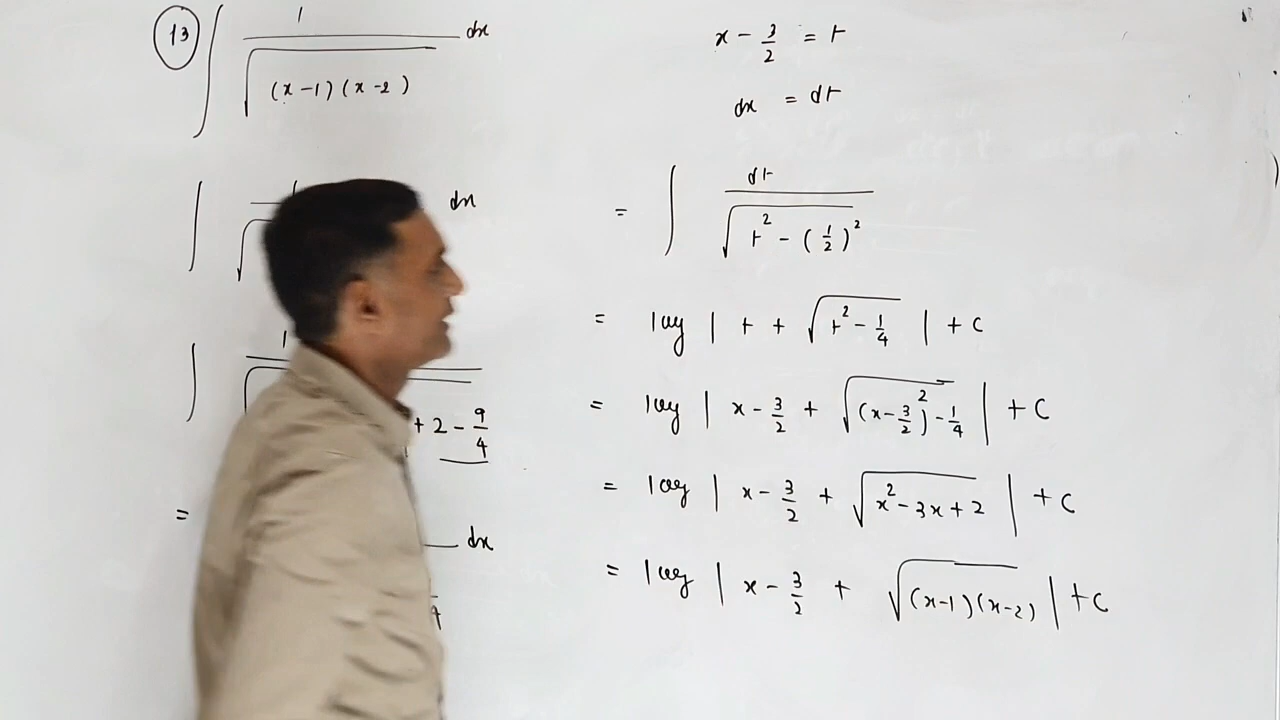 (13) ∫ 1/√((x-1)(x-2)) dx
∫ dx
∫ 1 + 2 - 9/4
=
dx
4
x - 3/2 = t
dx = dt
= ∫ dt/√(t² - (1/2)²)
= log | t + √(t² - 1/4) | + C
= log | x - 3/2 + √((x - 3/2)² - 1/4) | + C
= log | x - 3/2 + √(x² - 3x + 2) | + C
= log | x - 3/2 + √((x-1)(x-2)) | + C